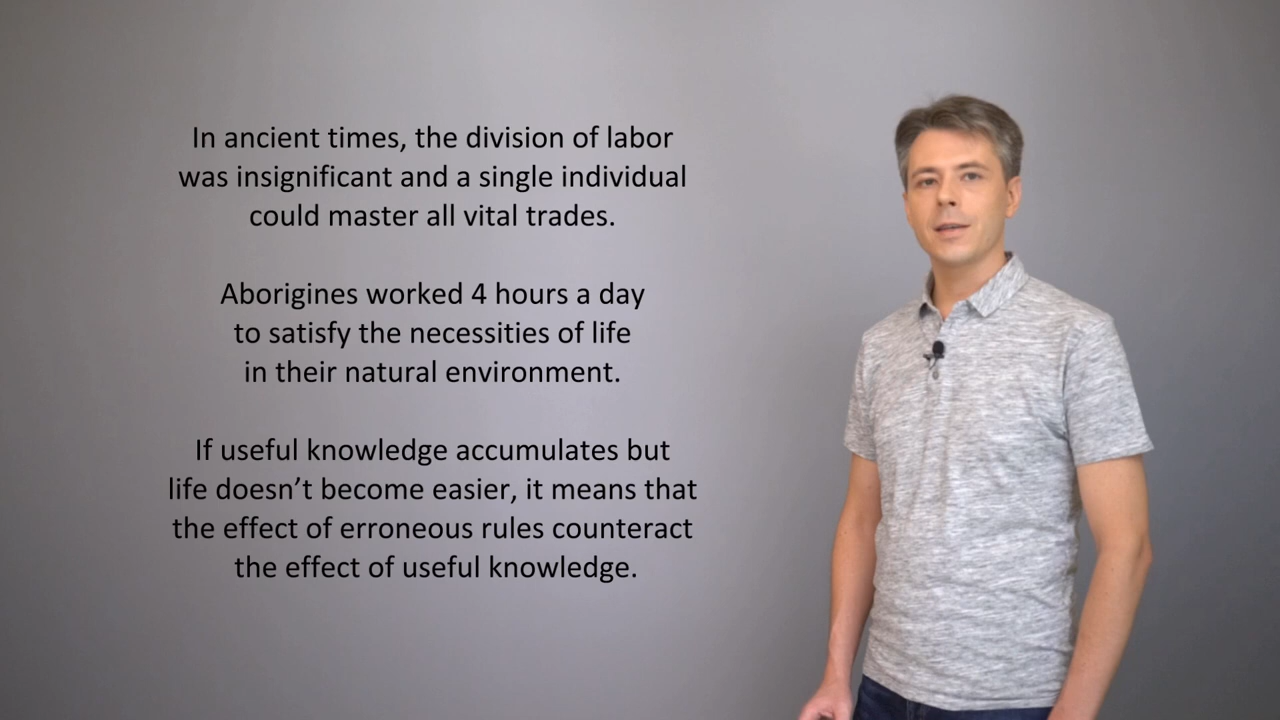 In ancient times, the division of labor
was insignificant and a single individual
could master all vital trades.
Aborigines worked 4 hours a day
to satisfy the necessities of life
in their natural environment.
If useful knowledge accumulates but
life doesn’t become easier, it means that
the effect of erroneous rules counteract
the effect of useful knowledge.